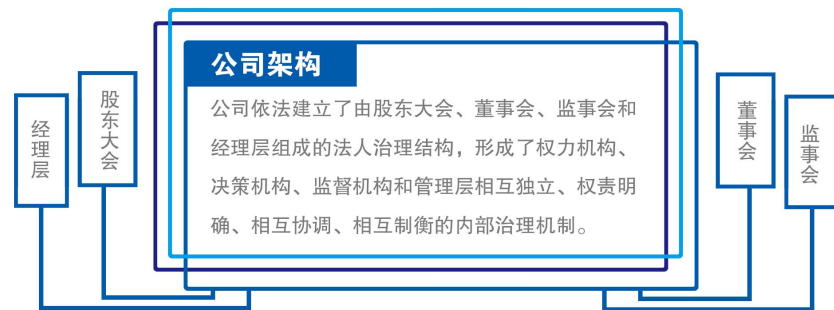 公司架构
公司依法建立了由股东大会、董事会、监事会和
经理层组成的法人治理结构，形成了权力机构、
决策机构、监督机构和管理层相互独立、权责明
确、相互协调、相互制衡的内部治理机制。
经理层
股东大会
董事会
监事会